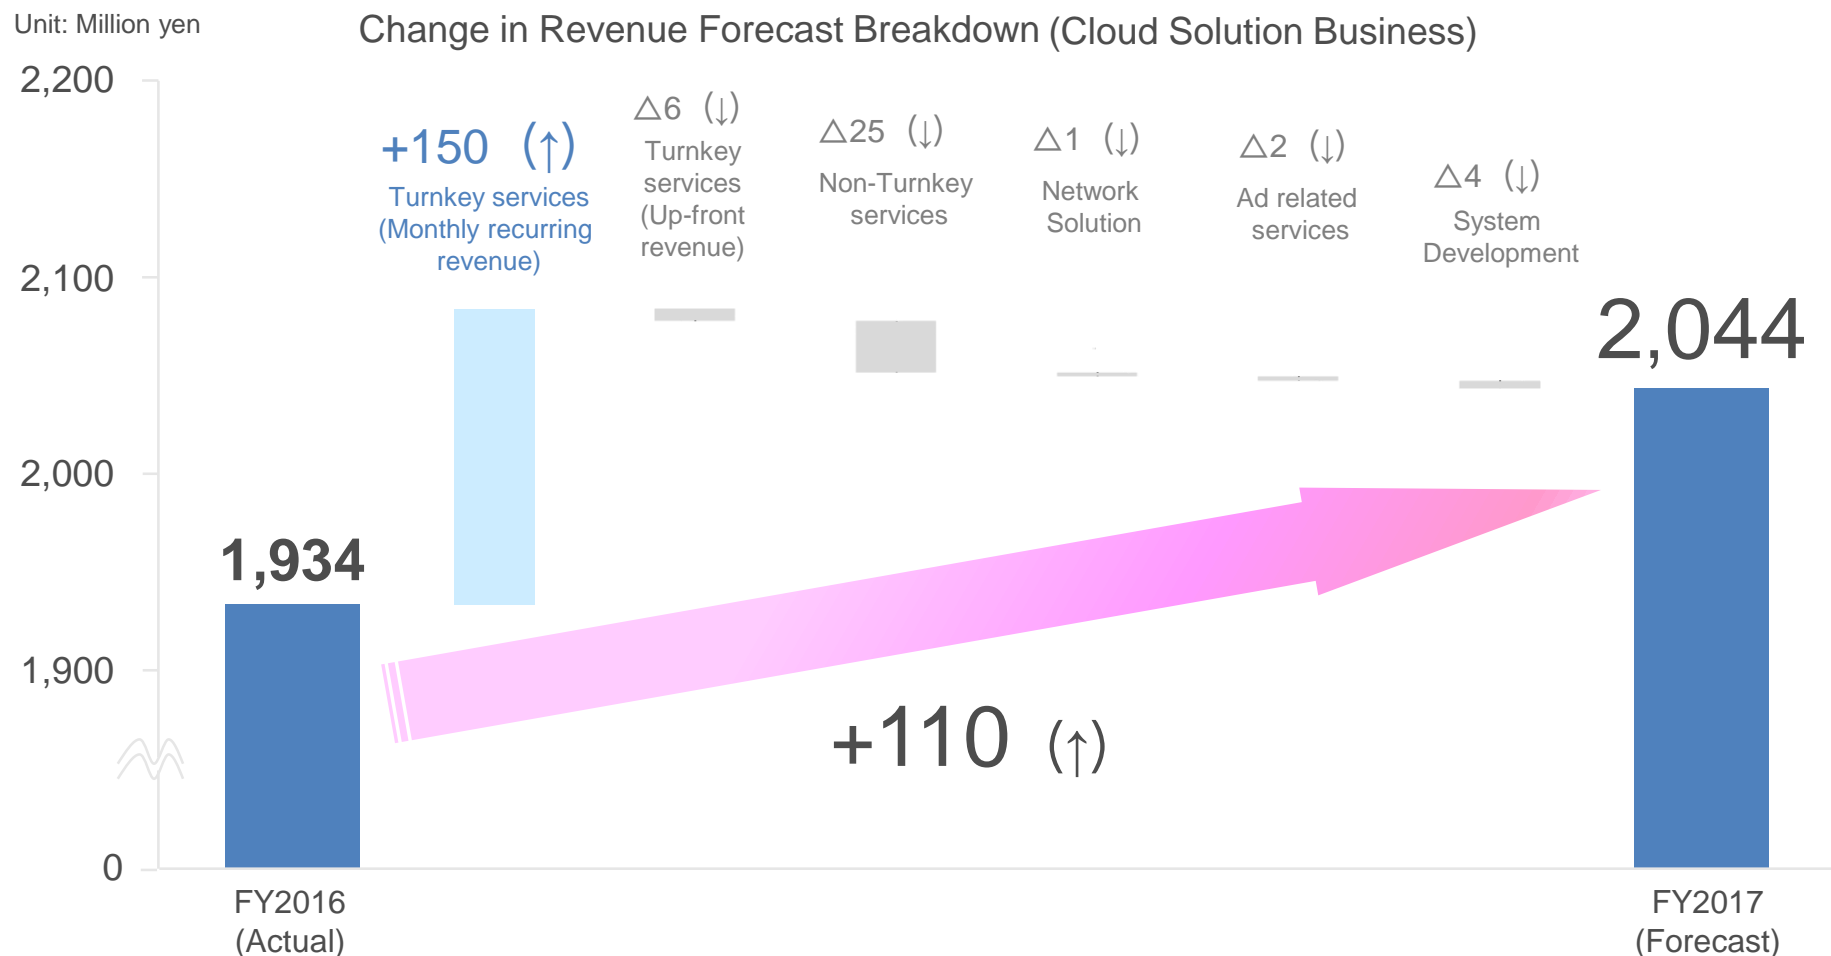 Unit: Million yen
Change in Revenue Forecast Breakdown (Cloud Solution Business)
2,200
2,100
2,000
1,900
0
+150 (↑)
Turnkey services
(Monthly recurring
revenue)
△6 (↓)
Turnkey
services
(Up-front
revenue)
△25 (↓)
Non-Turnkey
services
△1 (↓)
Network
Solution
△2 (↓)
Ad related
services
△4 (↓)
System
Development
1,934
2,044
+110 (↑)
FY2016
(Actual)
FY2017
(Forecast)